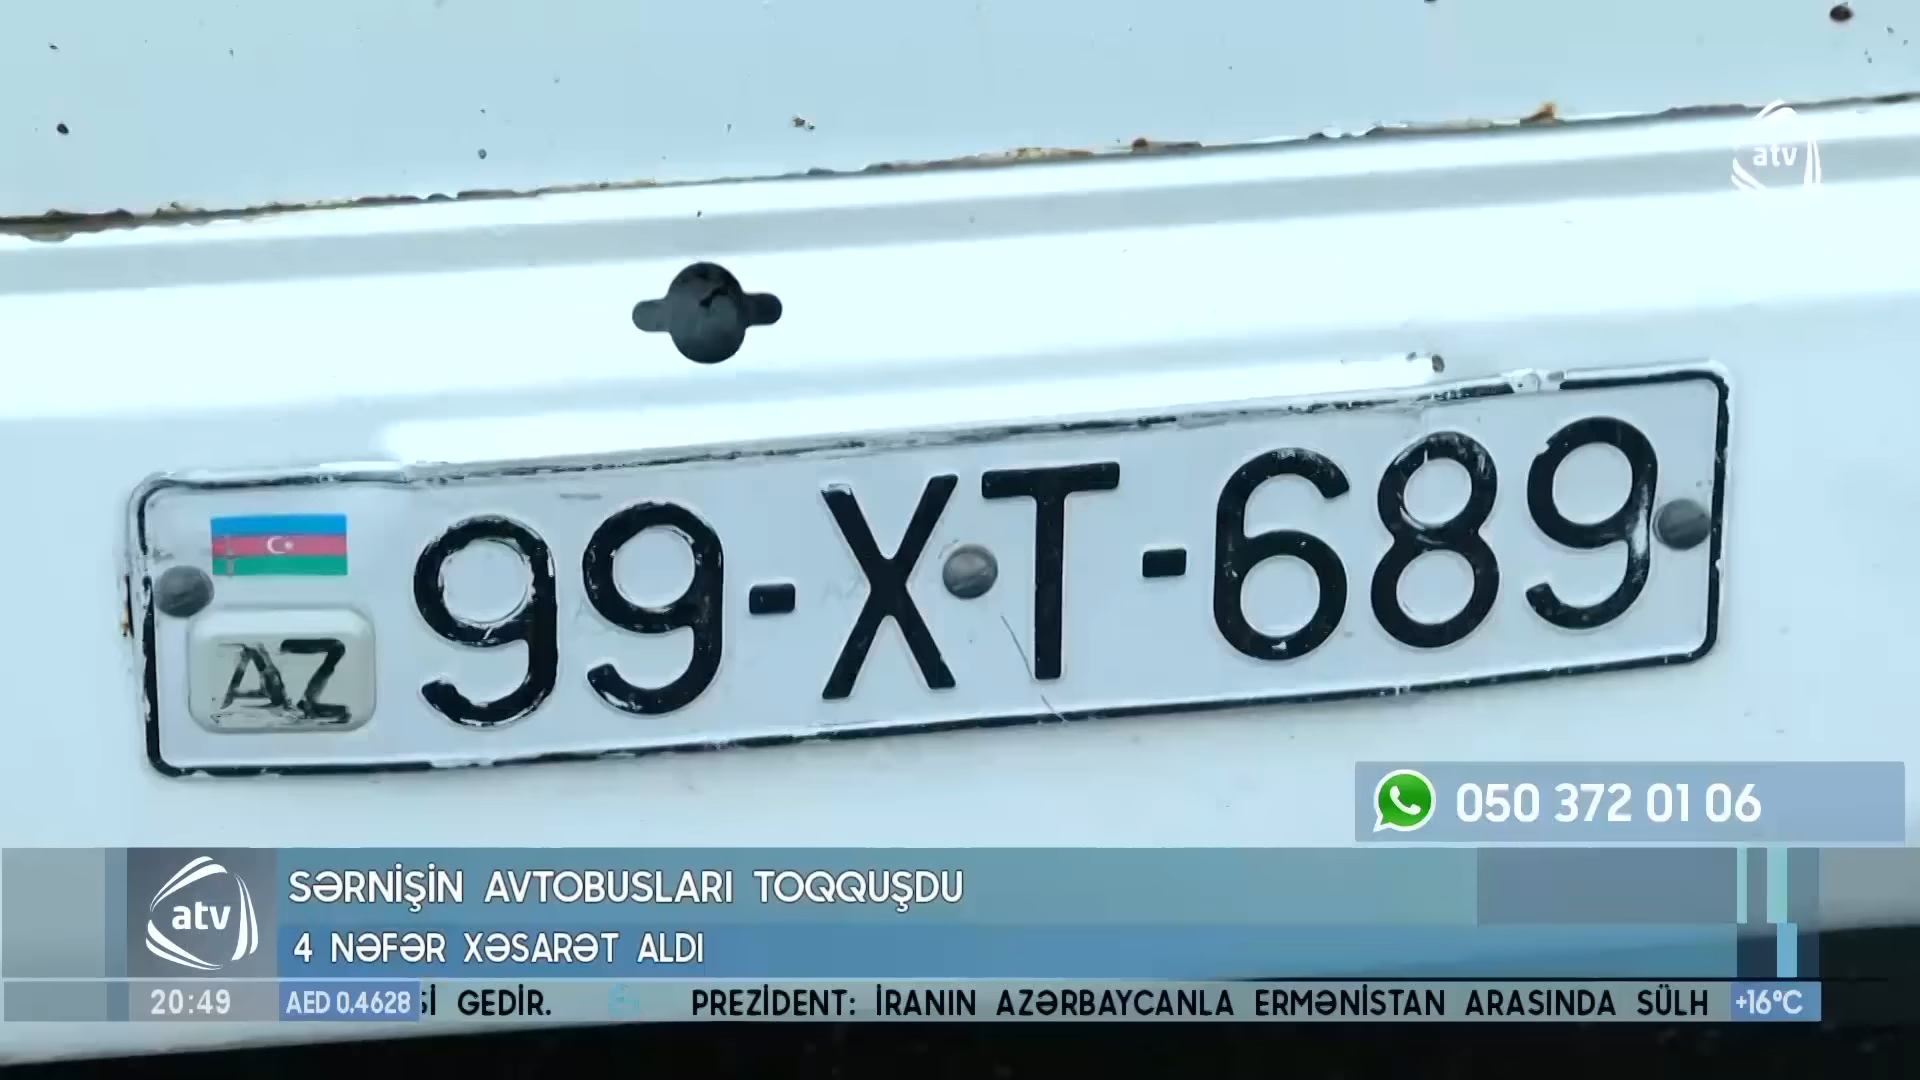 atv
99-XT-689
AZ
050 372 01 06
atv
SƏRNİŞİN AVTOBUSLARI TOQQUŞDU
4 NƏFƏR XƏSARƏT ALDI
20:49 AED 0.4628 Sİ GEDİR. PREZİDENT: İRANIN AZƏRBAYCANLA ERMƏNİSTAN ARASINDA SÜLH +16°C